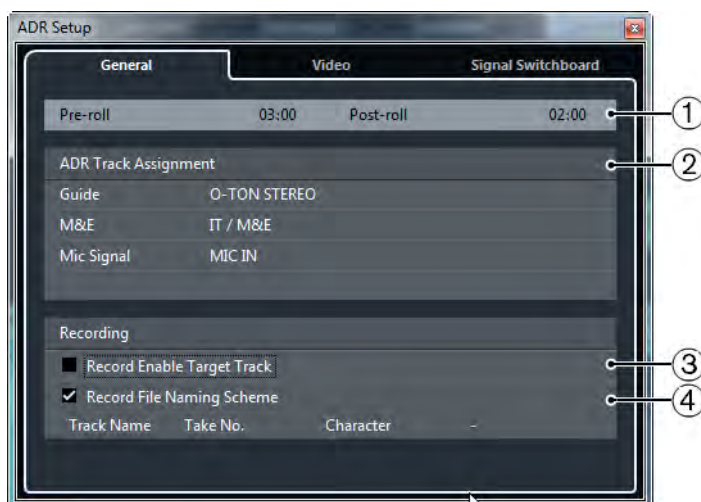 ADR Setup
General Video Signal Switchboard
Pre-roll 03:00 Post-roll 02:00 1
ADR Track Assignment 2
Guide O-TON STEREO
M&E IT / M&E
Mic Signal MIC IN
Recording
Record Enable Target Track 3
Record File Naming Scheme 4
Track Name Take No. Character -